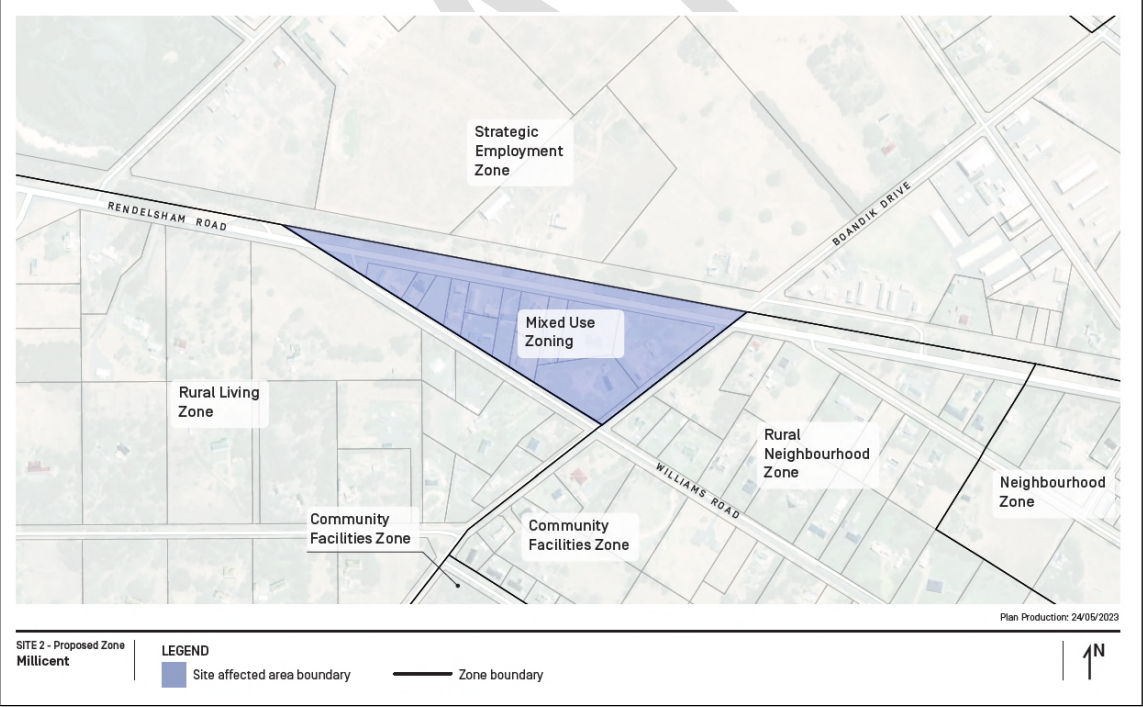 Strategic
Employment
Zone
BOANDIK DRIVE
RENDELSHAM ROAD
Mixed Use
Zoning
Rural Living
Zone
Rural
Neighbourhood
Zone
WILLIAMS ROAD
Neighbourhood
Zone
Community
Facilities Zone
Community
Facilities Zone
Plan Production: 24/05/2023
SITE 2 - Proposed Zone
Millicent
LEGEND
Site affected area boundary
Zone boundary
N